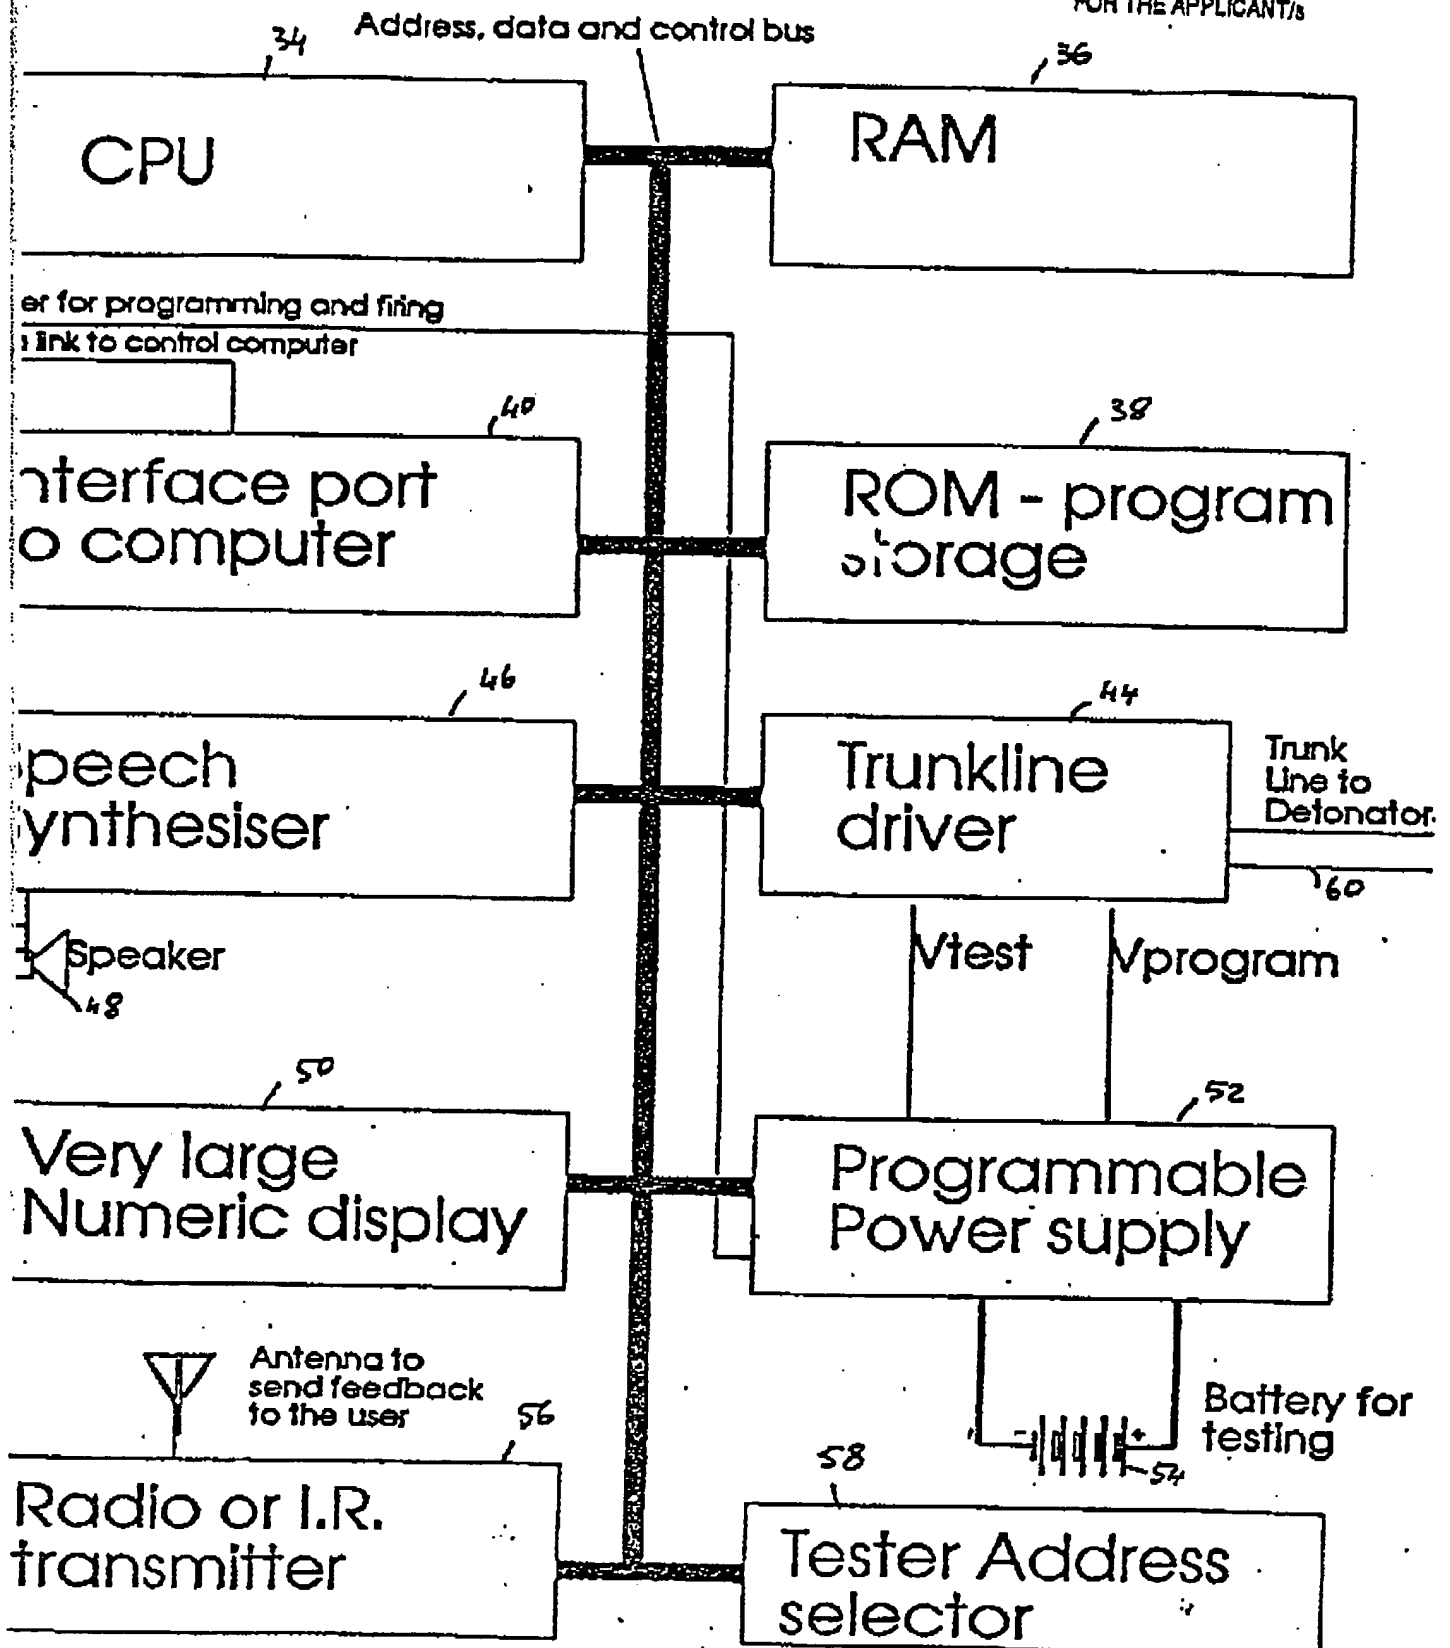 FOR THE APPLICANT/s
Address, data and control bus
34
36
CPU
RAM
er for programming and firing
link to control computer
40
38
nterface port
o computer
ROM - program
storage
46
44
peech
ynthesiser
Trunkline
driver
Trunk
Line to
Detonator
60
Speaker
48
Vtest
Vprogram
50
52
Very large
Numeric display
Programmable
Power supply
Antenna to
send feedback
to the user
56
Battery for
testing
- +
54
58
Radio or I.R.
transmitter
Tester Address
selector